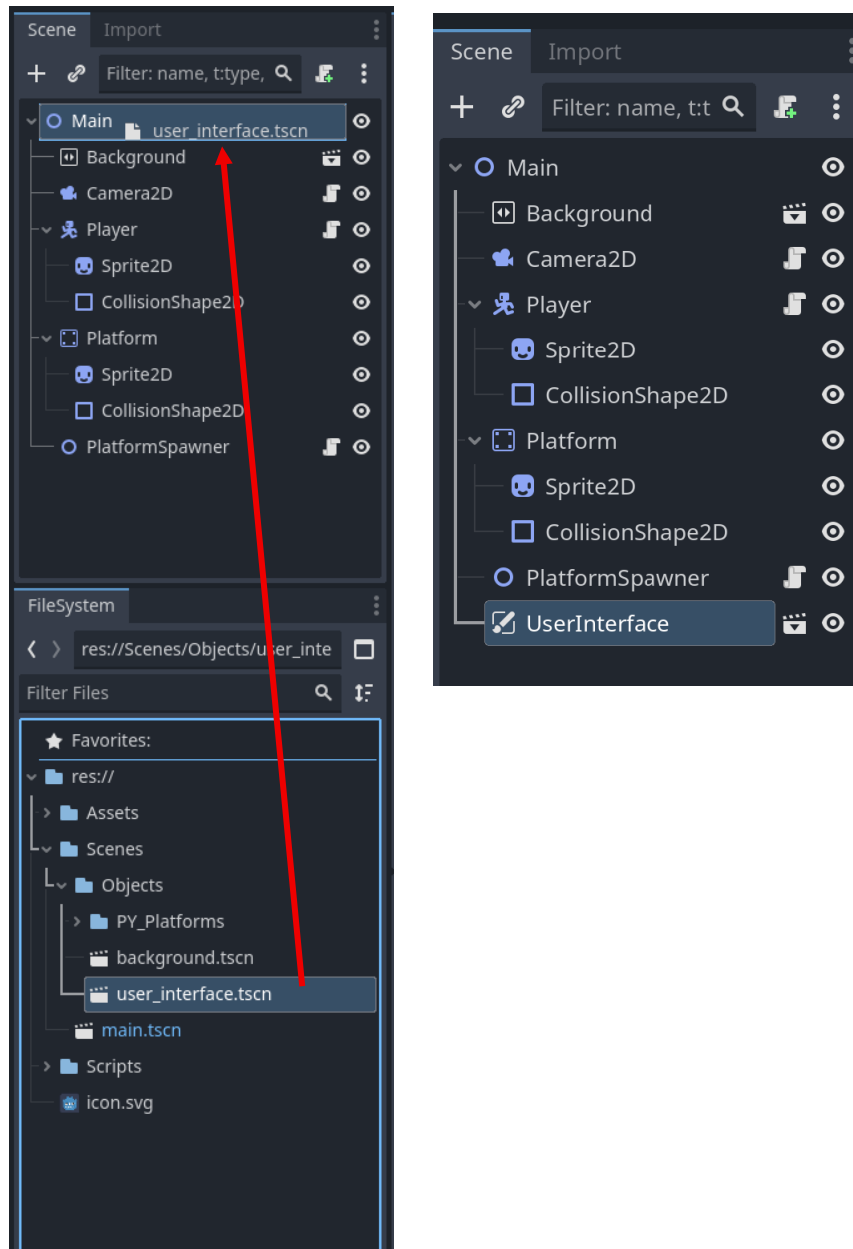 Scene Import
Filter: name, t:type,
Main
user_interface.tscn
Background
Camera2D
Player
Sprite2D
CollisionShape2D
Platform
Sprite2D
CollisionShape2D
PlatformSpawner
FileSystem
res://Scenes/Objects/user_inte
Filter Files
Favorites:
res://
Assets
Scenes
Objects
PY_Platforms
background.tscn
user_interface.tscn
main.tscn
Scripts
icon.svg
Scene Import
Filter: name, t:t
Main
Background
Camera2D
Player
Sprite2D
CollisionShape2D
Platform
Sprite2D
CollisionShape2D
PlatformSpawner
UserInterface